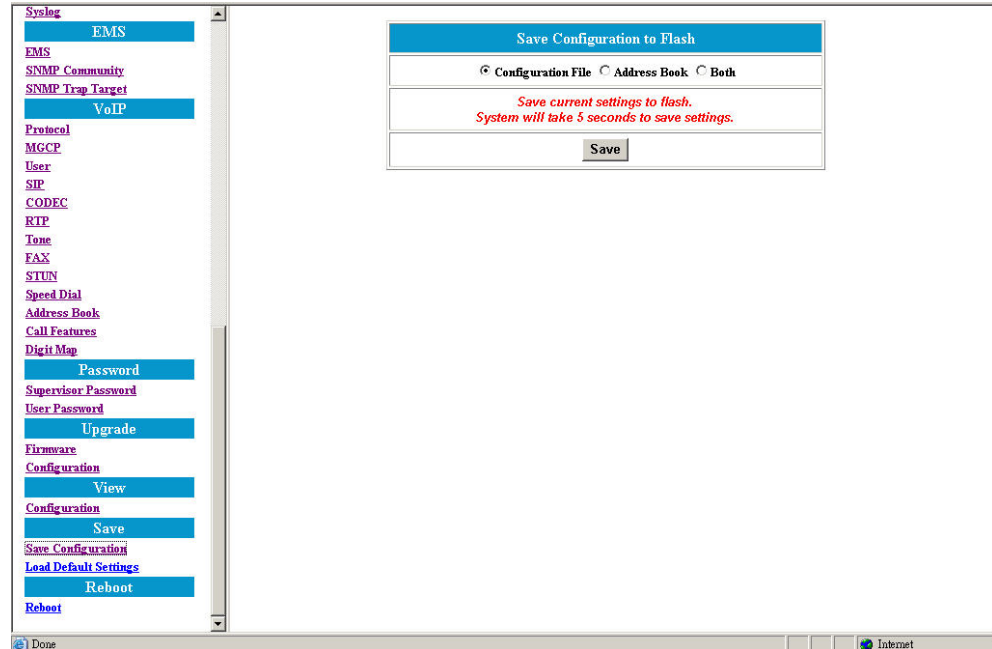 Syslog
EMS
EMS
SNMP Community
SNMP Trap Target
VoIP
Protocol
MGCP
User
SIP
CODEC
RTP
Tone
FAX
STUN
Speed Dial
Address Book
Call Features
Digit Map
Password
Supervisor Password
User Password
Upgrade
Firmware
Configuration
View
Configuration
Save
Save Configuration
Load Default Settings
Reboot
Reboot
Save Configuration to Flash
Configuration File Address Book Both
Save current settings to flash.
System will take 5 seconds to save settings.
Save
Done Internet